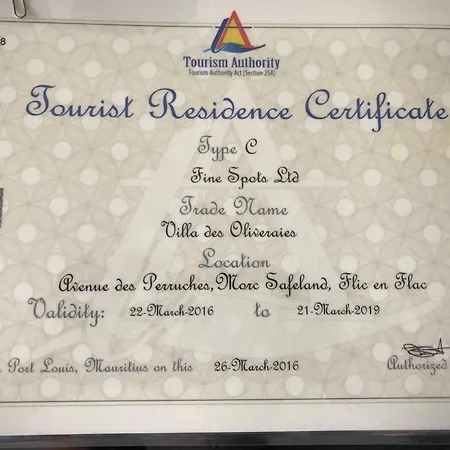 8
Tourism Authority
Tourism Authority Act (Section 25A)
Tourist Residence Certificate
Type C
Fine Spots Ltd
Trade Name
Villa des Oliveraies
Location
Avenue des Perruches, Morc Safeland, Flic en Flac
Validity: 22-March-2016 to 21-March-2019
Port Louis, Mauritius on this 26-March-2016 Authorized